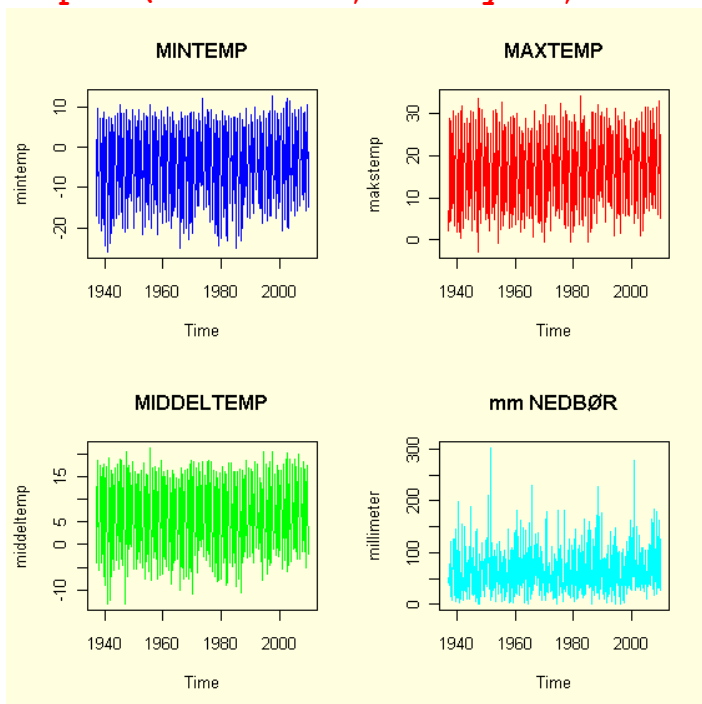 MINTEMP
mintemp
10
0
-10
-20
1940 1960 1980 2000
Time
MAXTEMP
makstemp
30
20
10
0
1940 1960 1980 2000
Time
MIDDELTEMP
middeltemp
15
5
0
-10
1940 1960 1980 2000
Time
mm NEDBØR
millimeter
300
200
100
0
1940 1960 1980 2000
Time